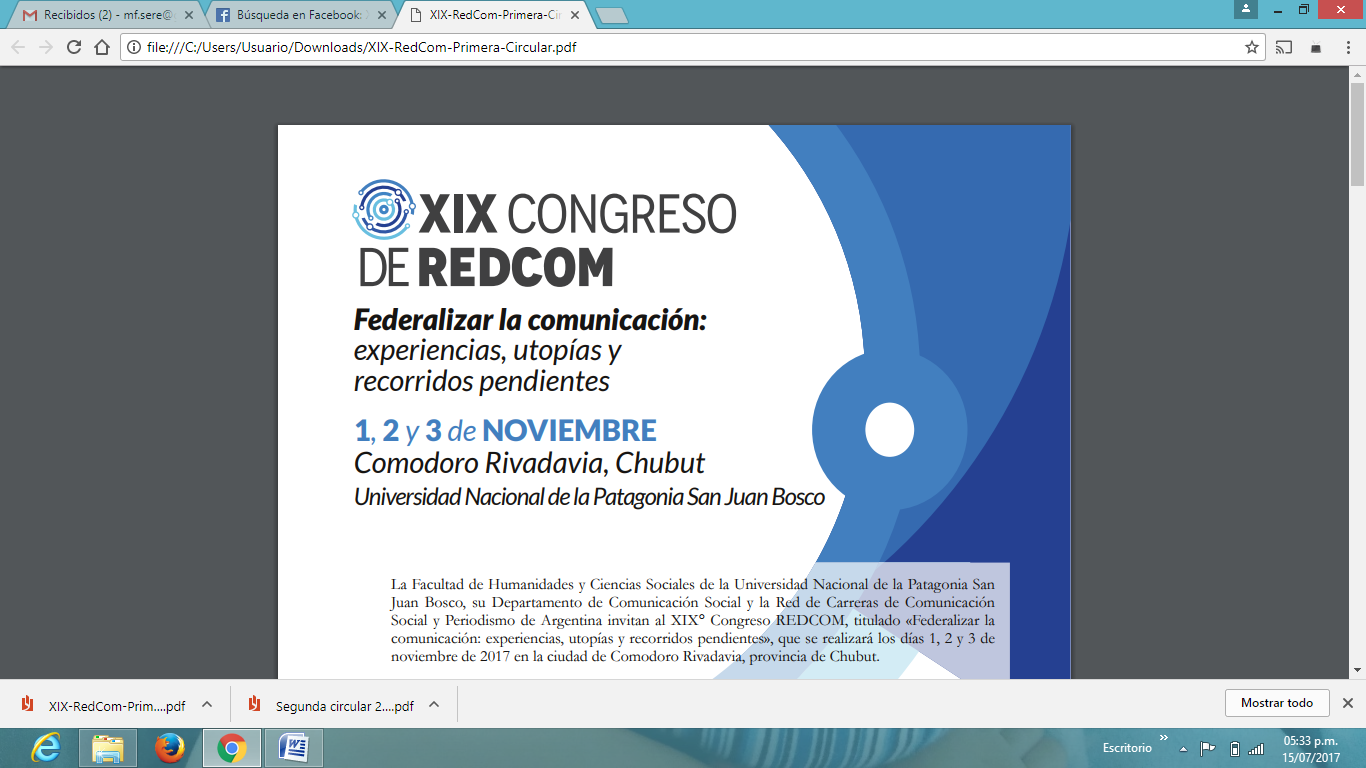 Recibidos (2) - mf.sere@
Búsqueda en Facebook:
XIX-RedCom-Primera-Cir
file:///C:/Users/Usuario/Downloads/XIX-RedCom-Primera-Circular.pdf
XIX CONGRESO
DE REDCOM
Federalizar la comunicación:
experiencias, utopías y
recorridos pendientes
1, 2 y 3 de NOVIEMBRE
Comodoro Rivadavia, Chubut
Universidad Nacional de la Patagonia San Juan Bosco
La Facultad de Humanidades y Ciencias Sociales de la Universidad Nacional de la Patagonia San
Juan Bosco, su Departamento de Comunicación Social y la Red de Carreras de Comunicación
Social y Periodismo de Argentina invitan al XIX° Congreso REDCOM, titulado «Federalizar la
comunicación: experiencias, utopías y recorridos pendientes», que se realizará los días 1, 2 y 3 de
noviembre de 2017 en la ciudad de Comodoro Rivadavia, provincia de Chubut.
XIX-RedCom-Prim....pdf
Segunda circular 2....pdf
Mostrar todo
Escritorio
05:33 p.m.
15/07/2017